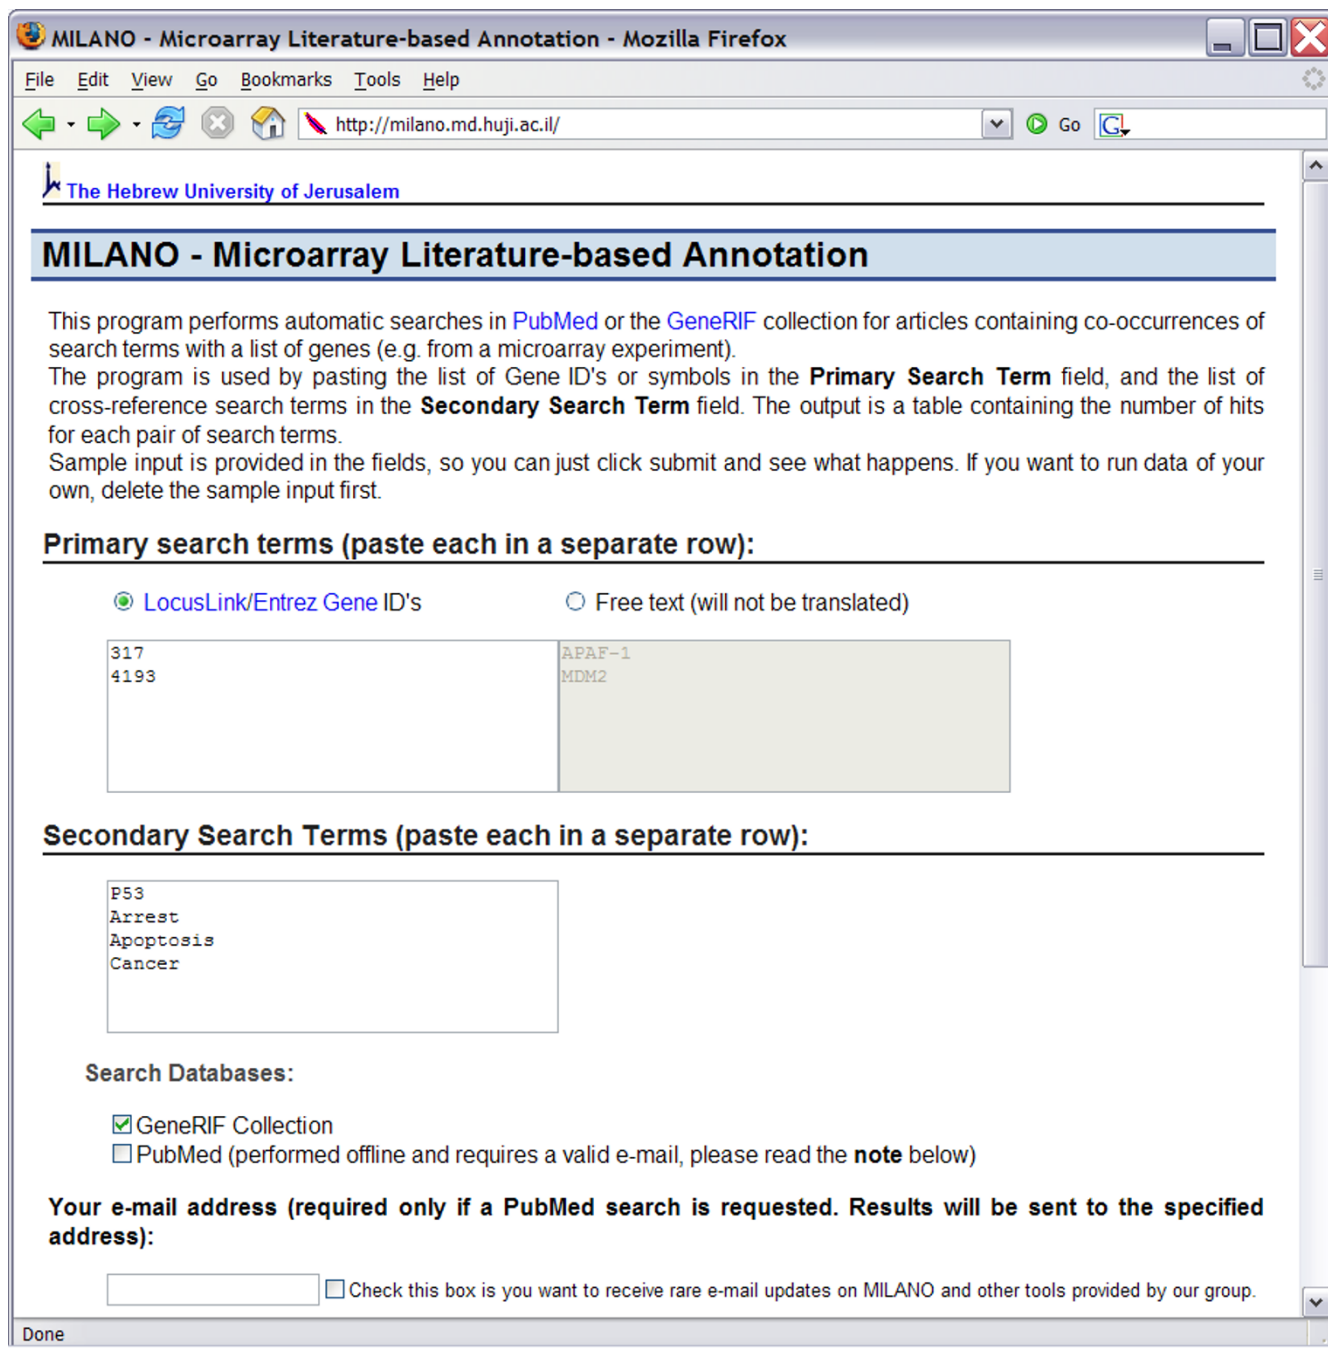 MILANO - Microarray Literature-based Annotation - Mozilla Firefox
File Edit View Go Bookmarks Tools Help
http://milano.md.huji.ac.il/ Go G
The Hebrew University of Jerusalem
MILANO - Microarray Literature-based Annotation
This program performs automatic searches in PubMed or the GeneRIF collection for articles containing co-occurrences of
search terms with a list of genes (e.g. from a microarray experiment).
The program is used by pasting the list of Gene ID's or symbols in the Primary Search Term field, and the list of
cross-reference search terms in the Secondary Search Term field. The output is a table containing the number of hits
for each pair of search terms.
Sample input is provided in the fields, so you can just click submit and see what happens. If you want to run data of your
own, delete the sample input first.
Primary search terms (paste each in a separate row):
LocusLink/Entrez Gene ID's Free text (will not be translated)
317 APAF-1
4193 MDM2
Secondary Search Terms (paste each in a separate row):
P53
Arrest
Apoptosis
Cancer
Search Databases:
GeneRIF Collection
PubMed (performed offline and requires a valid e-mail, please read the note below)
Your e-mail address (required only if a PubMed search is requested. Results will be sent to the specified
address):
Check this box is you want to receive rare e-mail updates on MILANO and other tools provided by our group.
Done